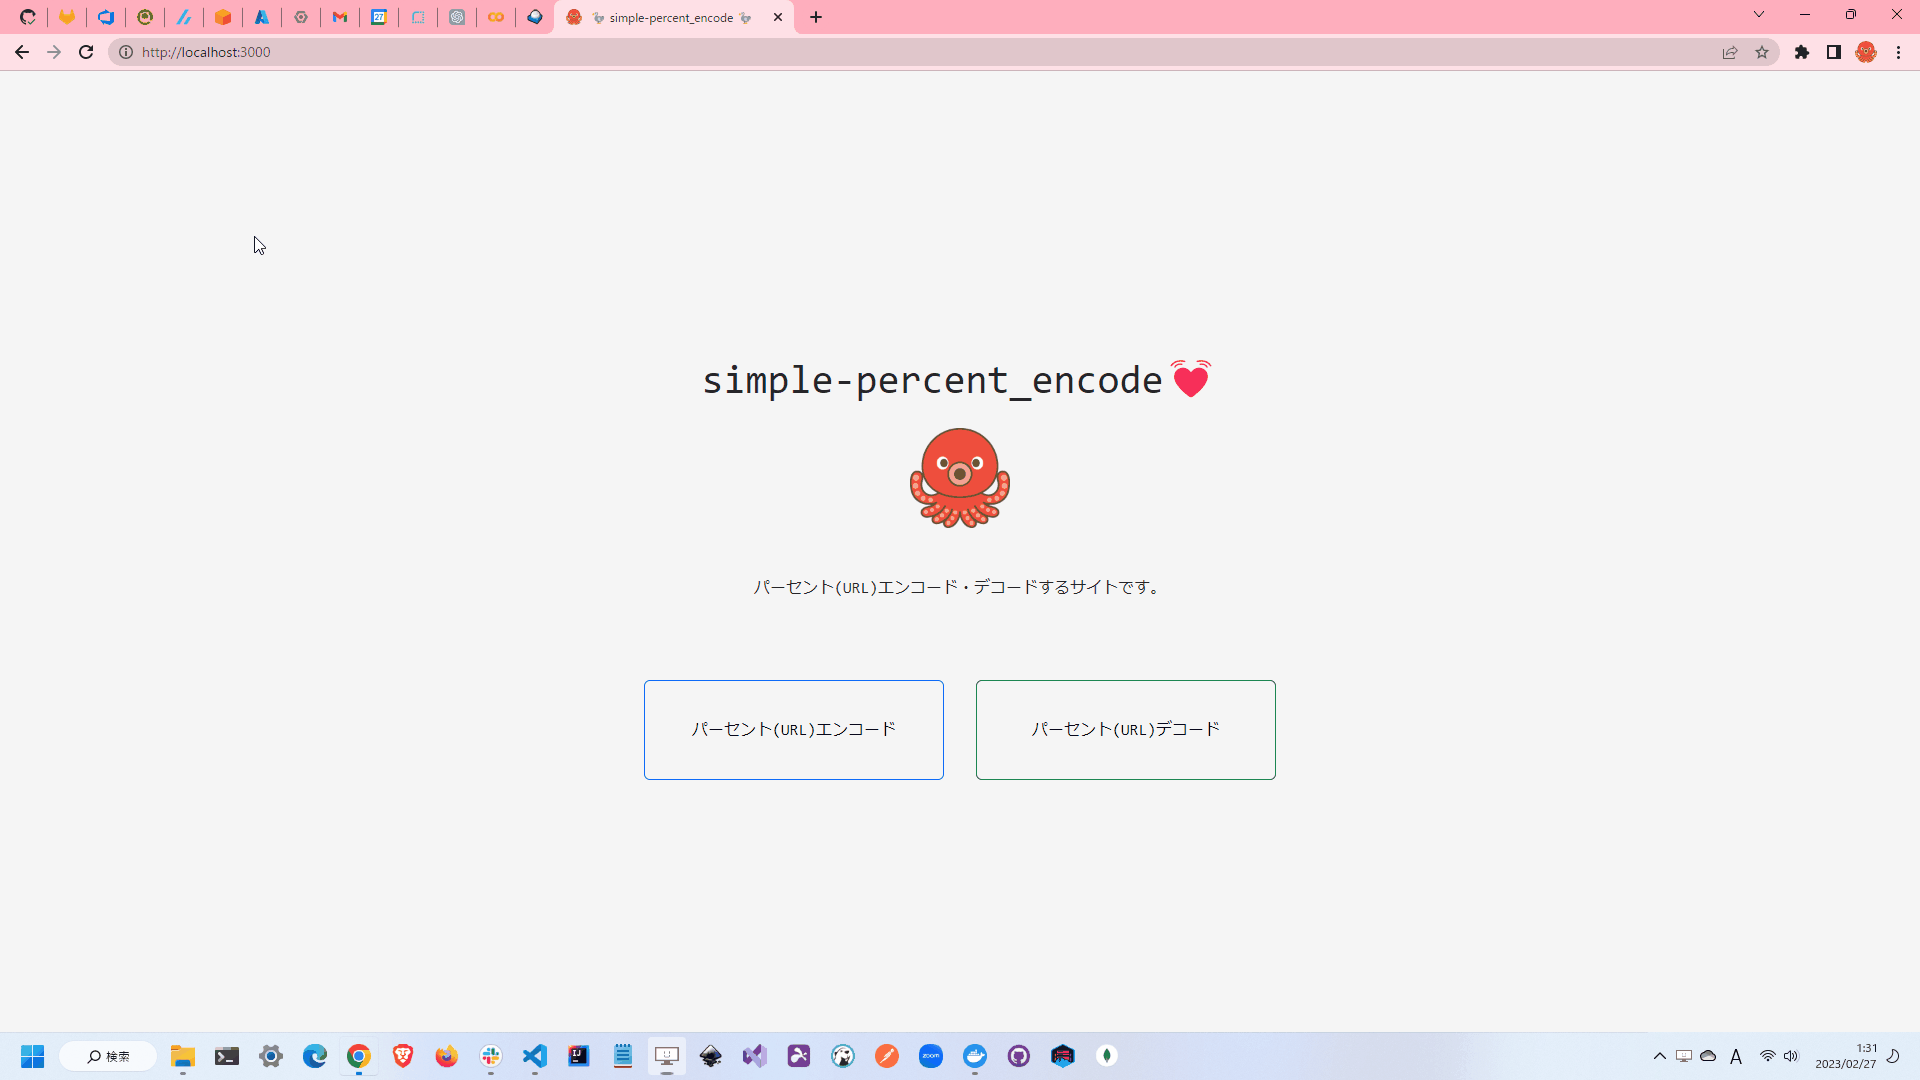 simple-percent_encode
http://localhost:3000
simple-percent_encode
パーセント(URL)エンコード・デコードするサイトです。
パーセント(URL)エンコード
パーセント(URL)デコード
検索
zoom
A
1:31
2023/02/27
27
IJ